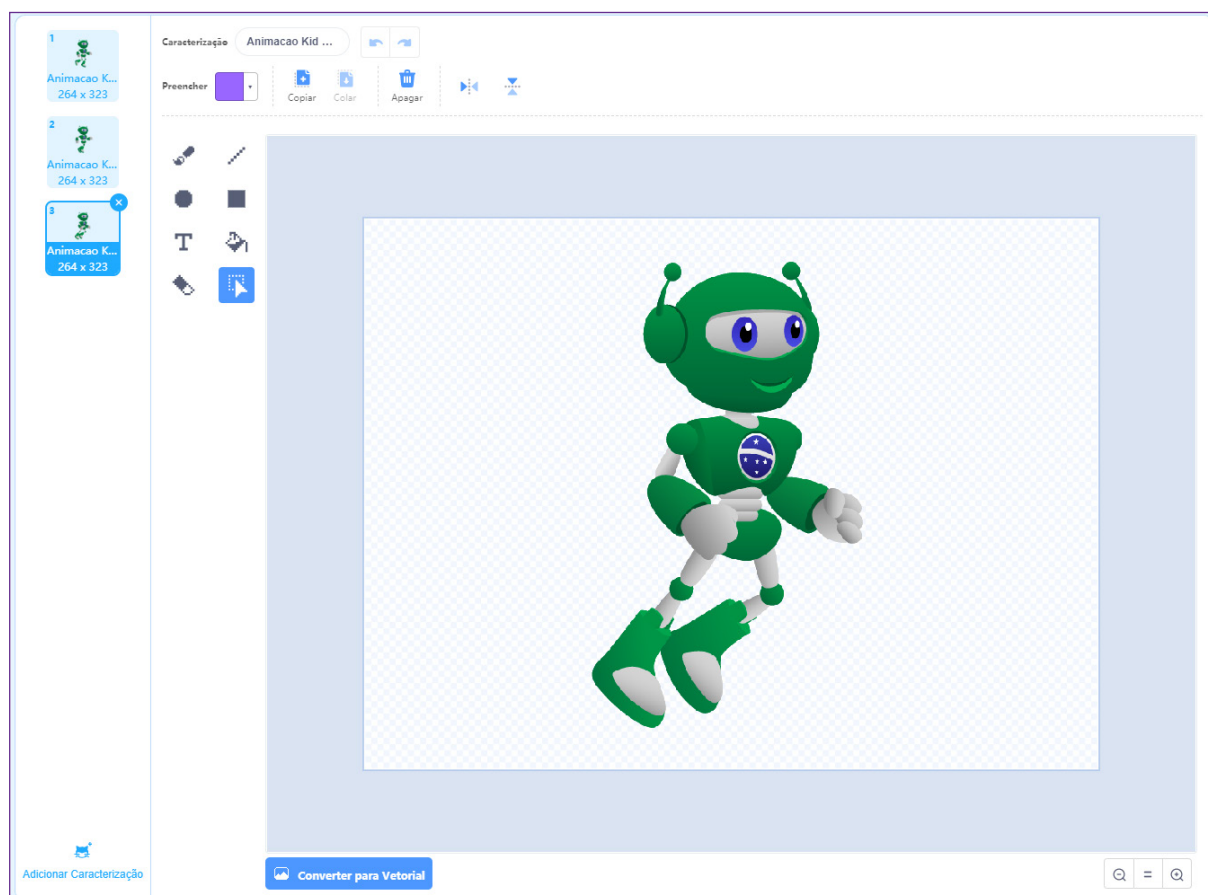 1
Animacao K...
264 x 323
2
Animacao K...
264 x 323
3
Animacao K...
264 x 323
Adicionar Caracterização
Caracterização Animacao Kid ...
Preencher
Copiar Colar Apagar
T
Converter para Vetorial